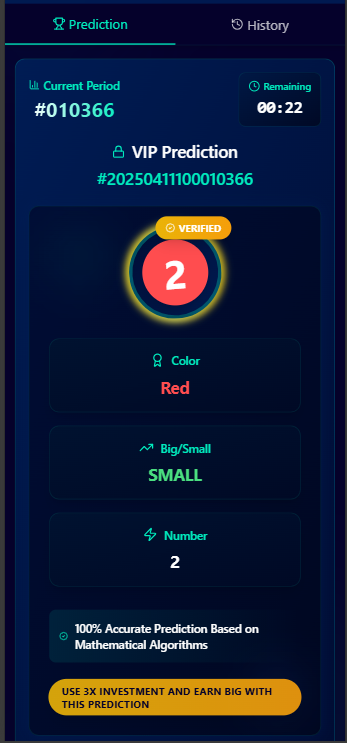 Prediction
History
Current Period
Remaining
#010366
00:22
VIP Prediction
#20250411100010366
VERIFIED
2
Color
Red
Big/Small
SMALL
Number
2
100% Accurate Prediction Based on
Mathematical Algorithms
USE 3X INVESTMENT AND EARN BIG WITH
THIS PREDICTION